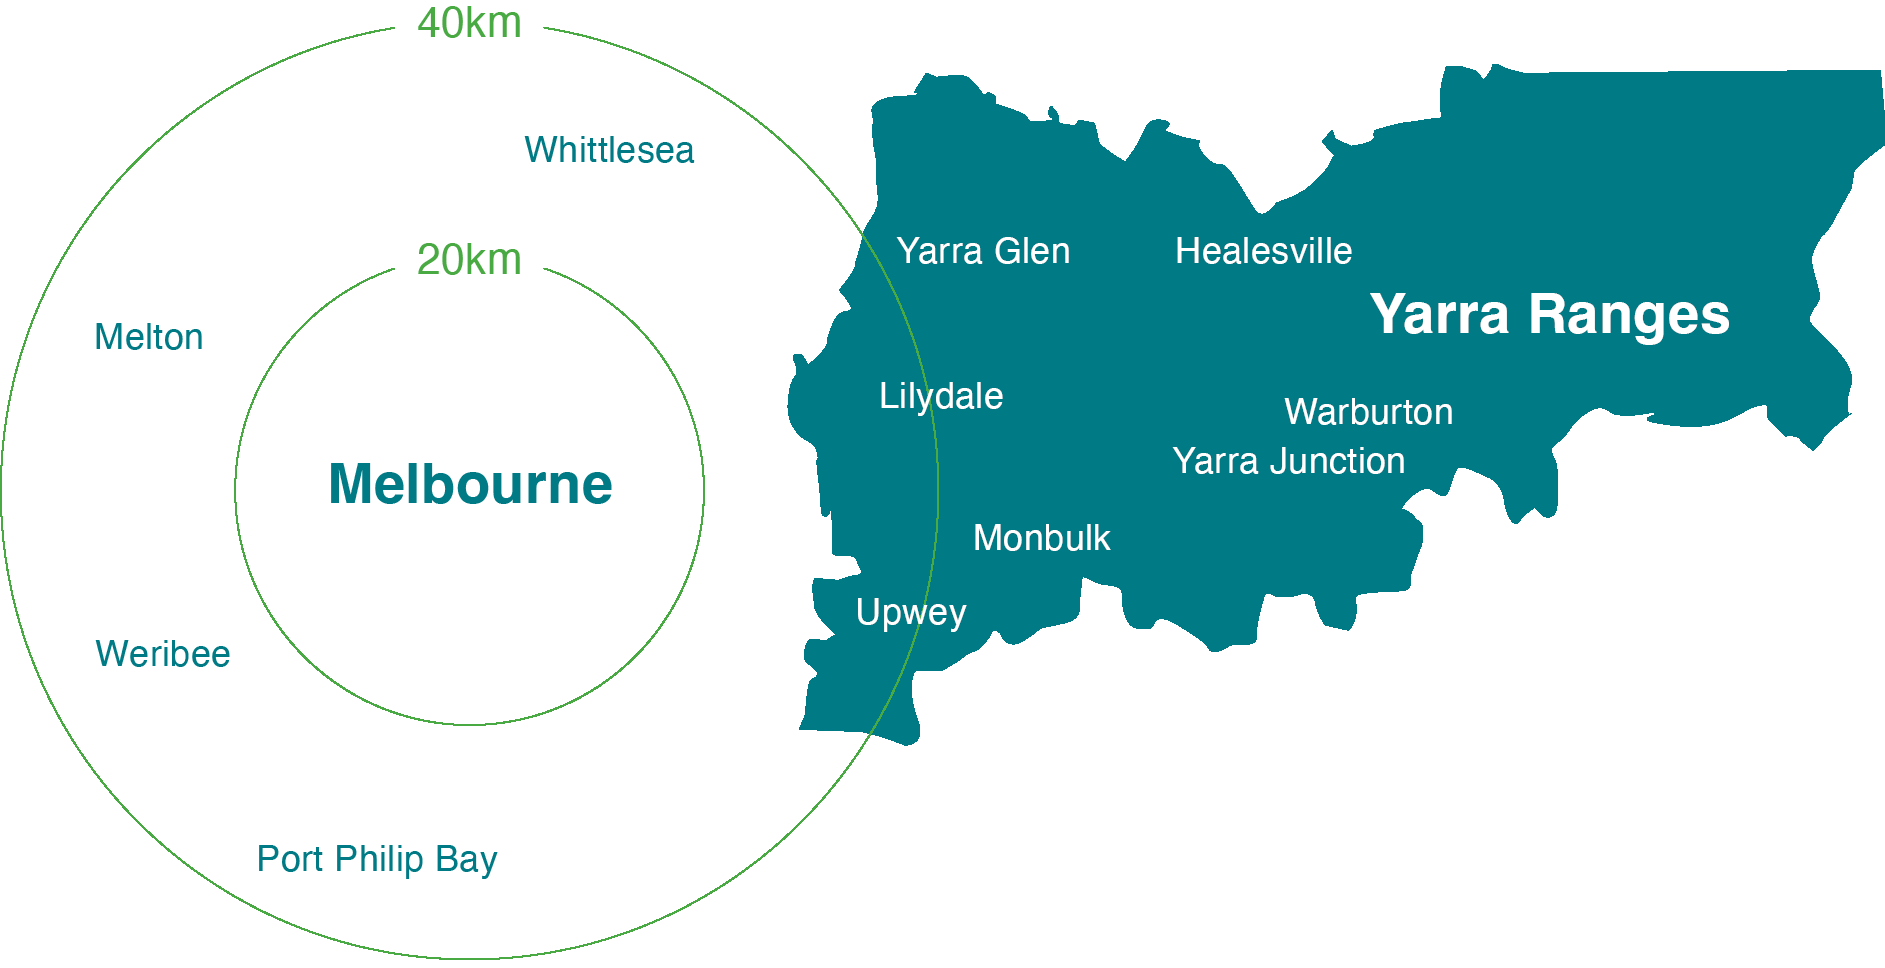 40km
Whittlesea
20km
Yarra Glen
Healesville
Yarra Ranges
Melton
Lilydale
Warburton
Yarra Junction
Melbourne
Monbulk
Upwey
Weribee
Port Philip Bay